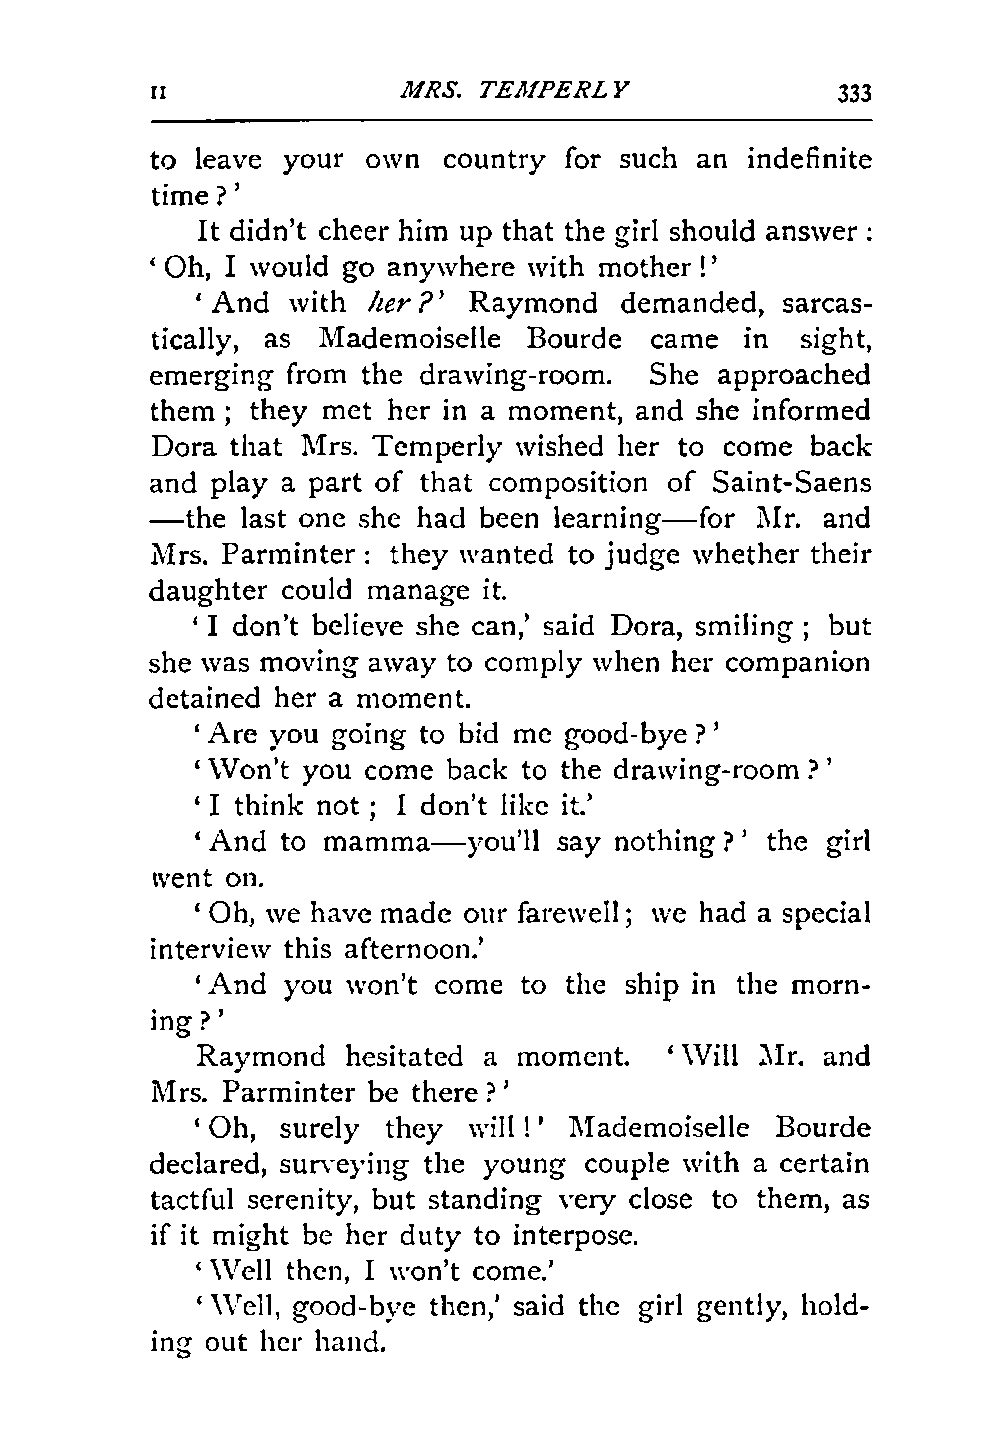 II MRS. TEMPERLY 333
to leave your own country for such an indefinite
time?’
It didn’t cheer him up that the girl should answer:
‘Oh, I would go anywhere with mother!’
‘And with her?’ Raymond demanded, sarcas-
tically, as Mademoiselle Bourde came in sight,
emerging from the drawing-room. She approached
them; they met her in a moment, and she informed
Dora that Mrs. Temperly wished her to come back
and play a part of that composition of Saint-Saens
—the last one she had been learning—for Mr. and
Mrs. Parminter: they wanted to judge whether their
daughter could manage it.
‘I don’t believe she can,’ said Dora, smiling; but
she was moving away to comply when her companion
detained her a moment.
‘Are you going to bid me good-bye?’
‘Won’t you come back to the drawing-room?’
‘I think not; I don’t like it.’
‘And to mamma—you’ll say nothing?’ the girl
went on.
‘Oh, we have made our farewell; we had a special
interview this afternoon.’
‘And you won’t come to the ship in the morn-
ing?’
Raymond hesitated a moment. ‘Will Mr. and
Mrs. Parminter be there?’
‘Oh, surely they will!’ Mademoiselle Bourde
declared, surveying the young couple with a certain
tactful serenity, but standing very close to them, as
if it might be her duty to interpose.
‘Well then, I won’t come.’
‘Well, good-bye then,’ said the girl gently, hold-
ing out her hand.